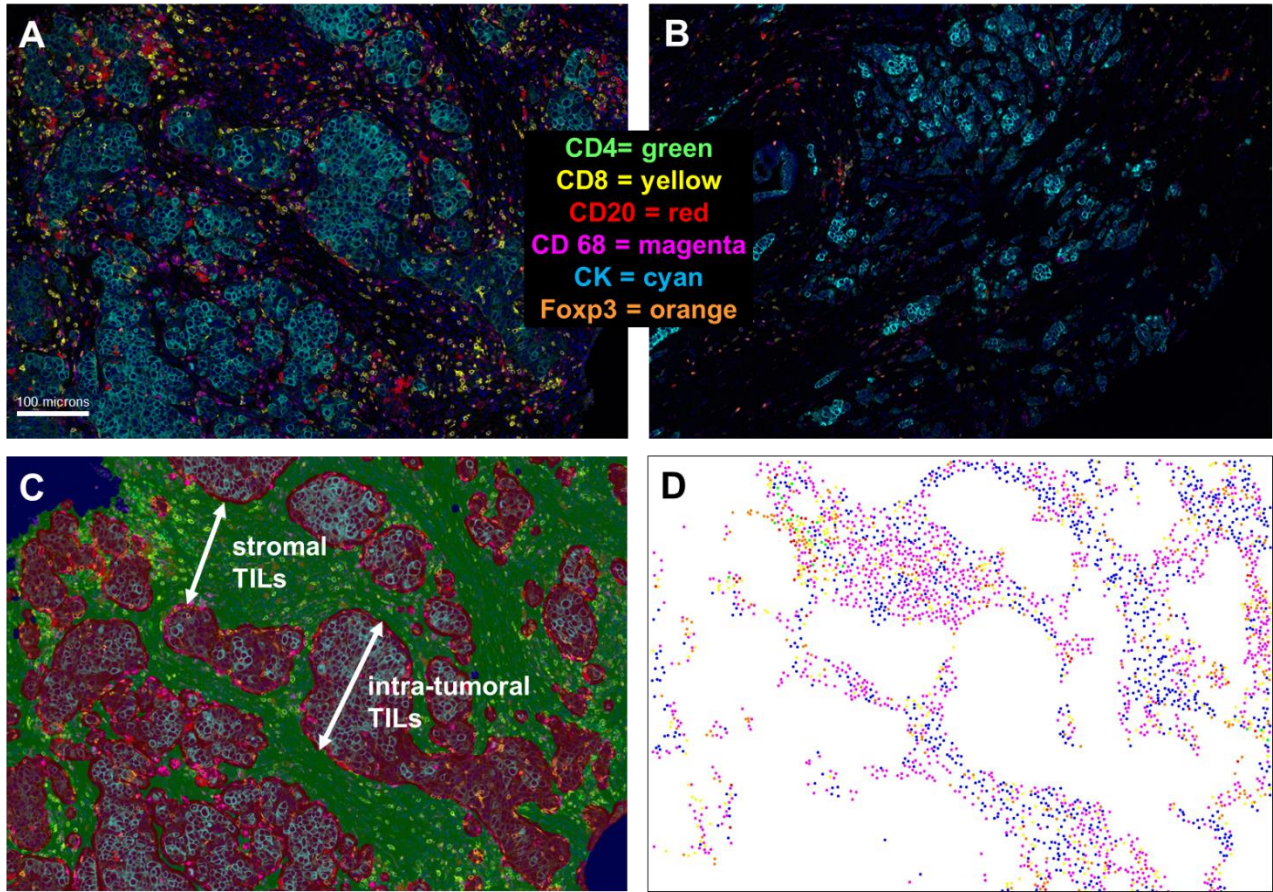 A
B
CD4= green
CD8 = yellow
CD20 = red
CD 68 = magenta
CK = cyan
Foxp3 = orange
100 microns
C
stromal
TILs
intra-tumoral
TILs
D